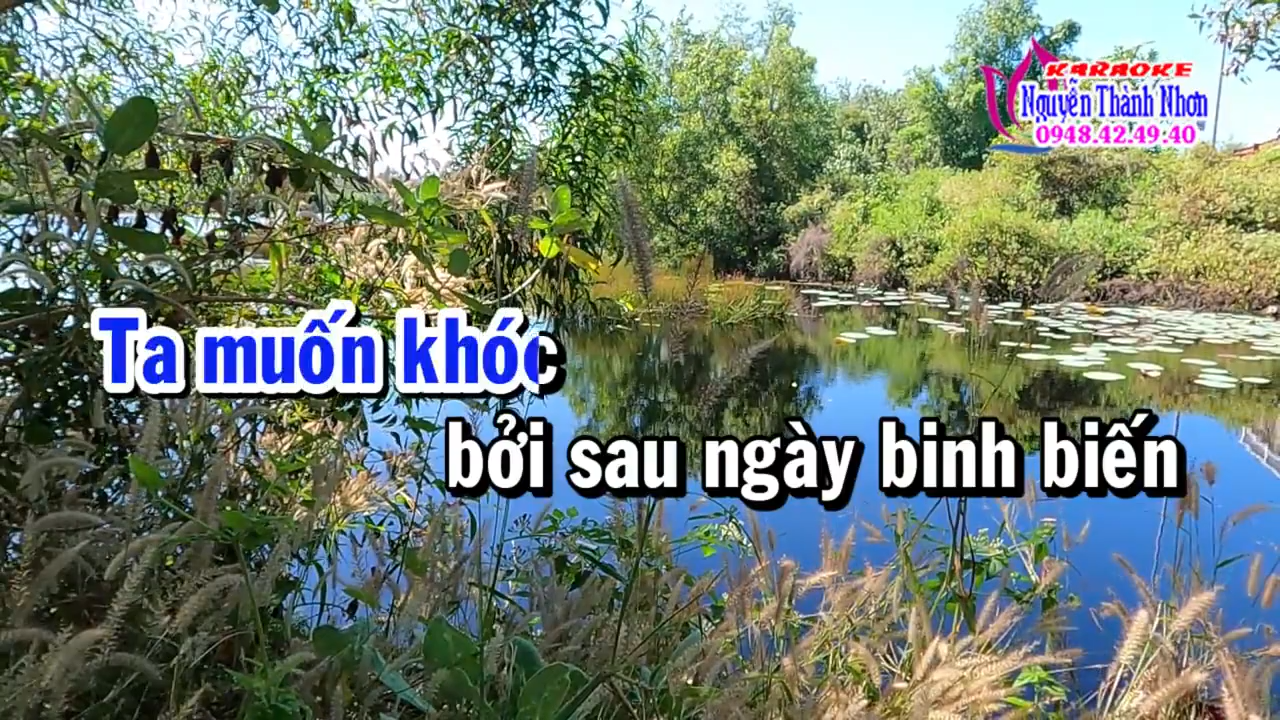 KARAOKE
Nguyễn Thành Nhơn
0948.42.49.40
Ta muốn khóc
bởi sau ngày binh biến